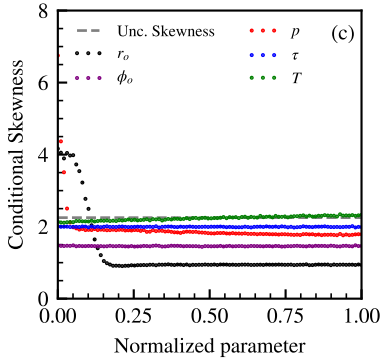 8
6
4
2
0
Conditional Skewness
Unc. Skewness
r_o
ϕ_o
p
τ
T
(c)
0.00 0.25 0.50 0.75 1.00
Normalized parameter